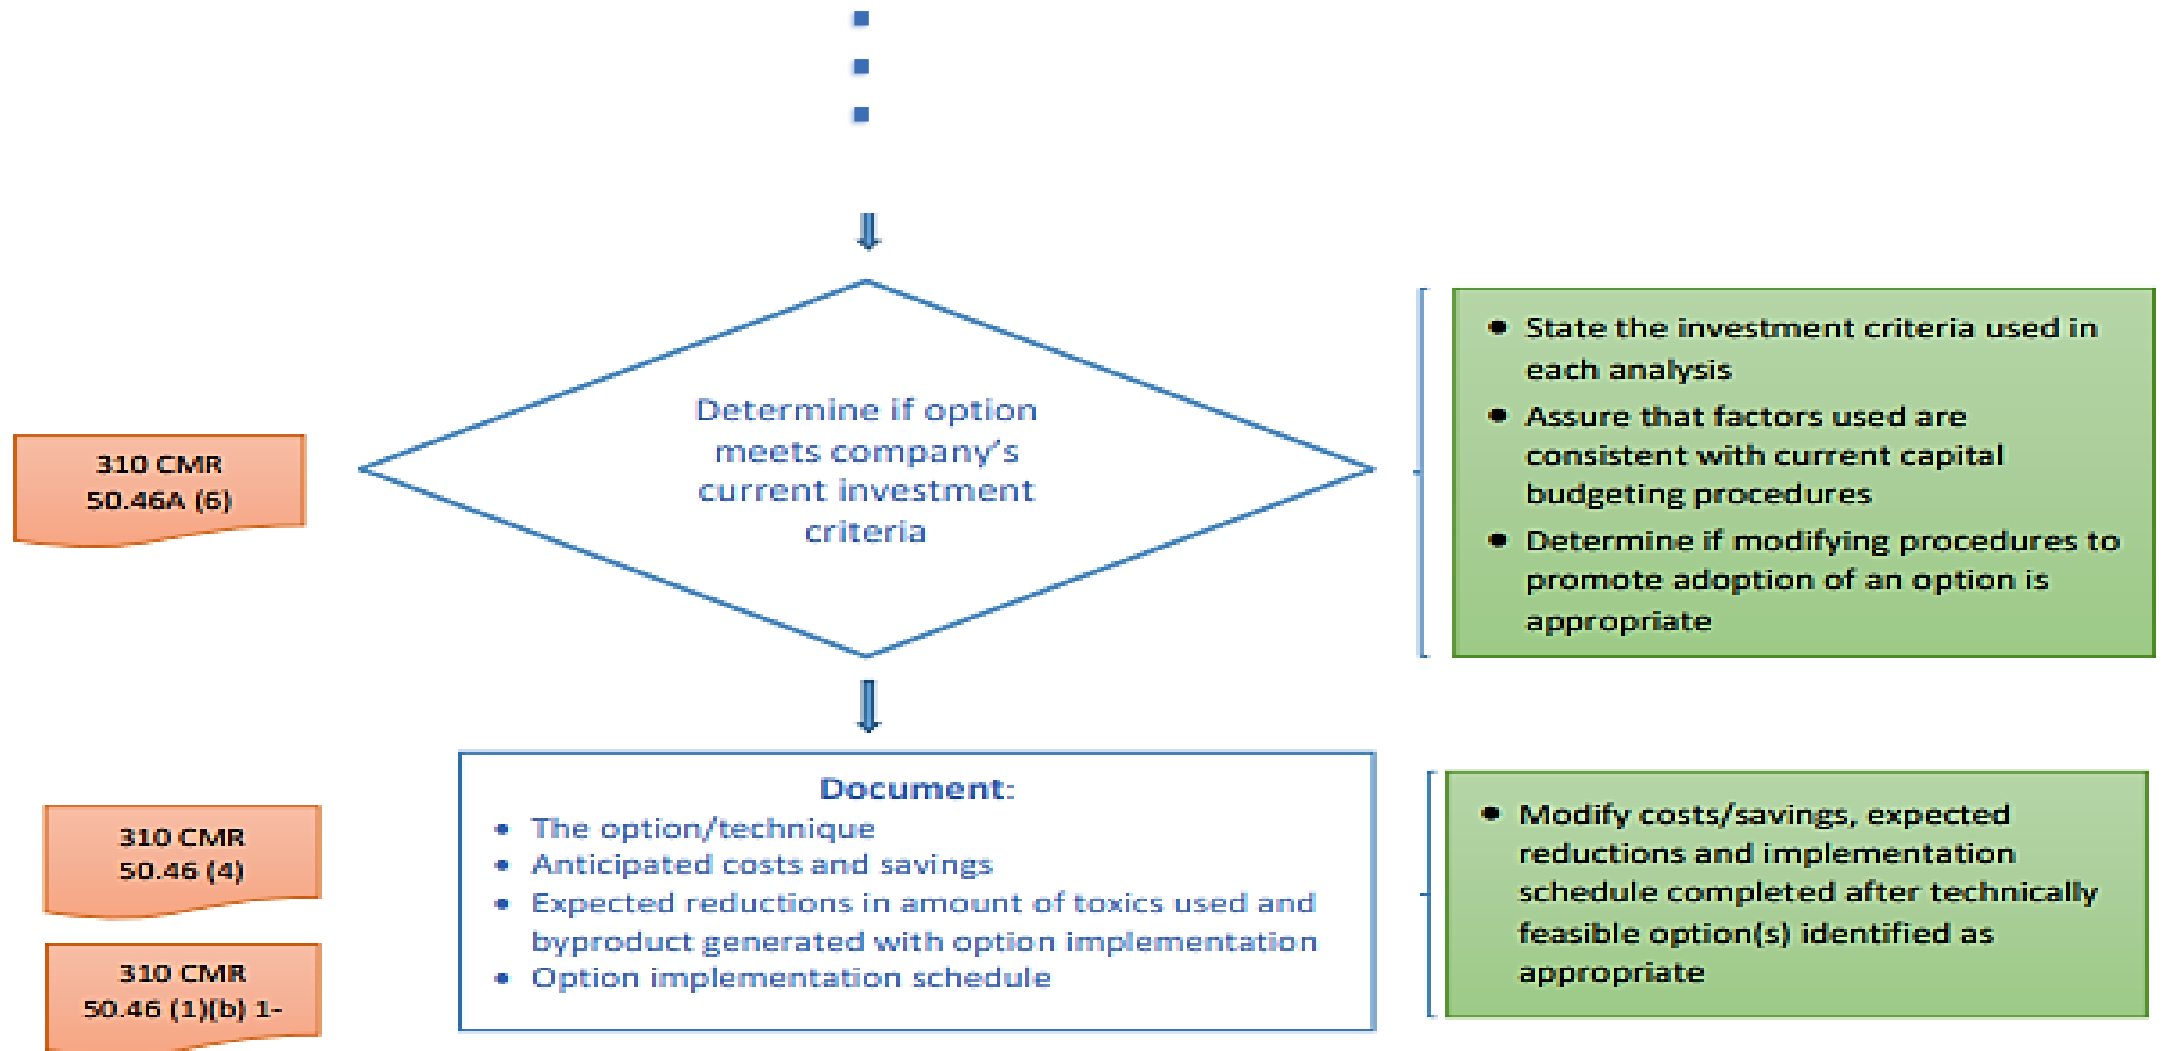 310 CMR
50.46A (6)
Determine if option
meets company's
current investment
criteria
• State the investment criteria used in
each analysis
• Assure that factors used are
consistent with current capital
budgeting procedures
• Determine if modifying procedures to
promote adoption of an option is
appropriate
310 CMR
50.46 (4)
310 CMR
50.46 (1)(b) 1-
Document:
• The option/technique
• Anticipated costs and savings
• Expected reductions in amount of toxics used and
byproduct generated with option implementation
• Option implementation schedule
• Modify costs/savings, expected
reductions and implementation
schedule completed after technically
feasible option(s) identified as
appropriate